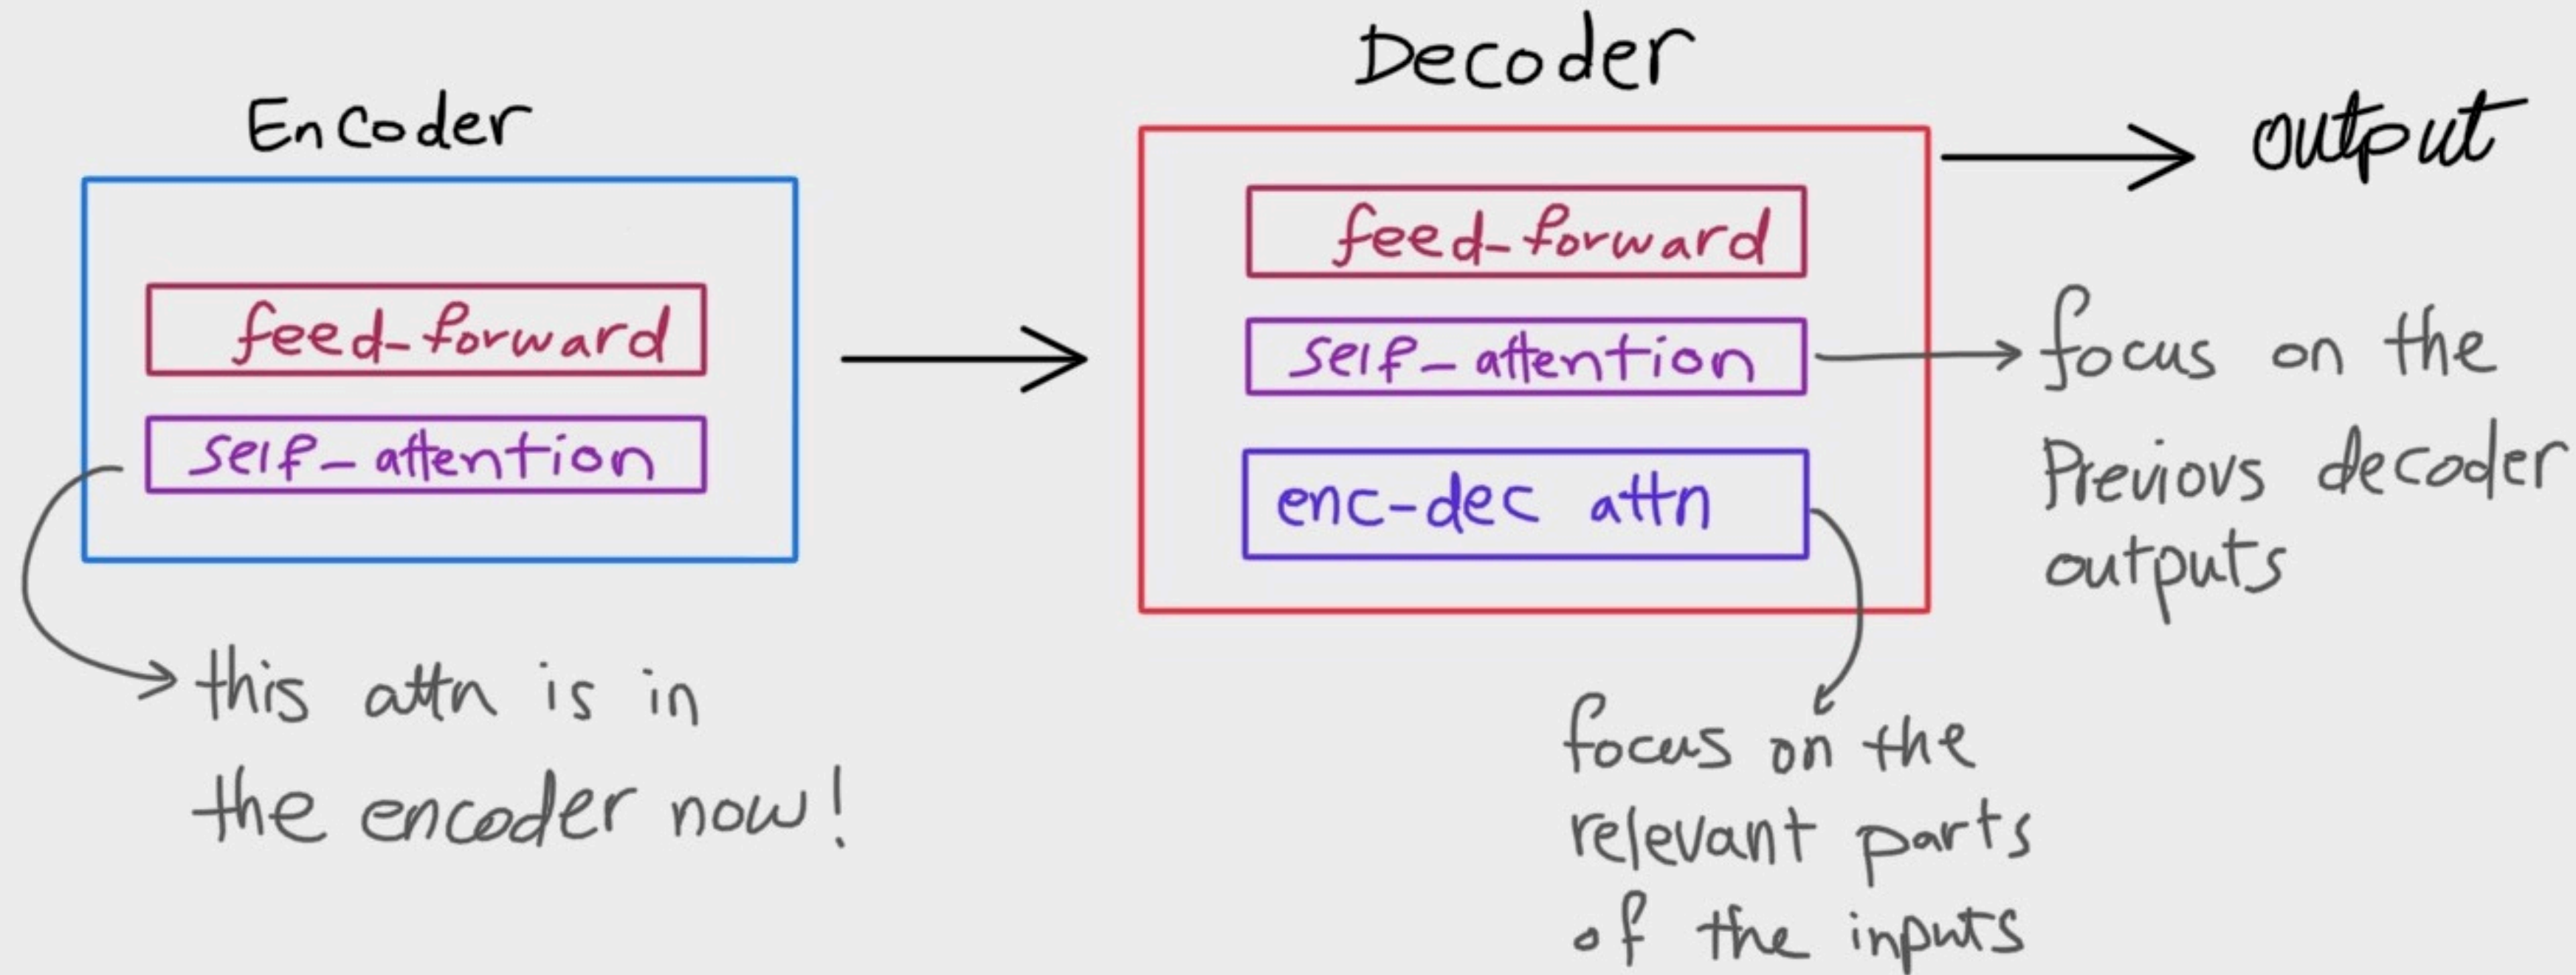 Encoder
feed-forward
self-attention
this attn is in
the encoder now!
Decoder
feed-forward
self-attention
enc-dec attn
output
focus on the
Previovs decoder
outputs
focus on the
relevant parts
of the inputs